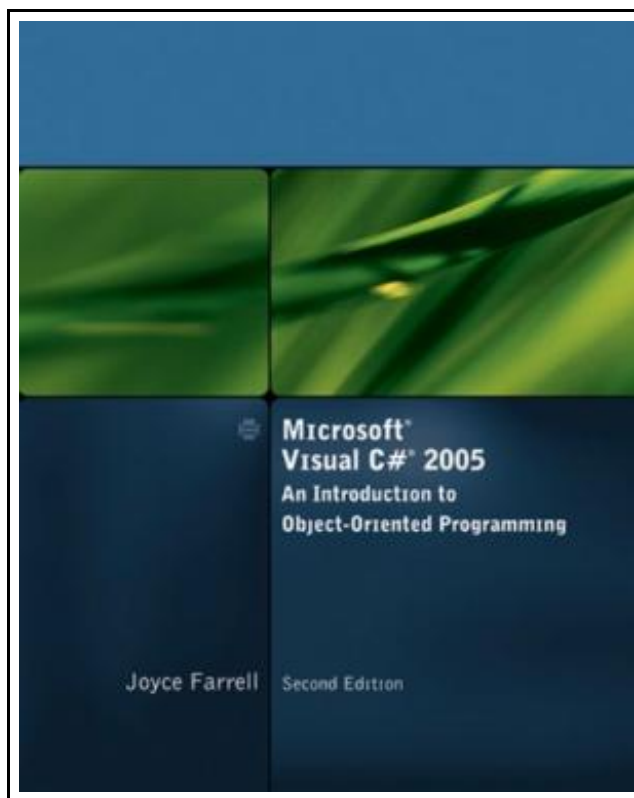 Microsoft®
Visual C#® 2005
An Introduction to
Object-Oriented Programming
Joyce Farrell
Second Edition